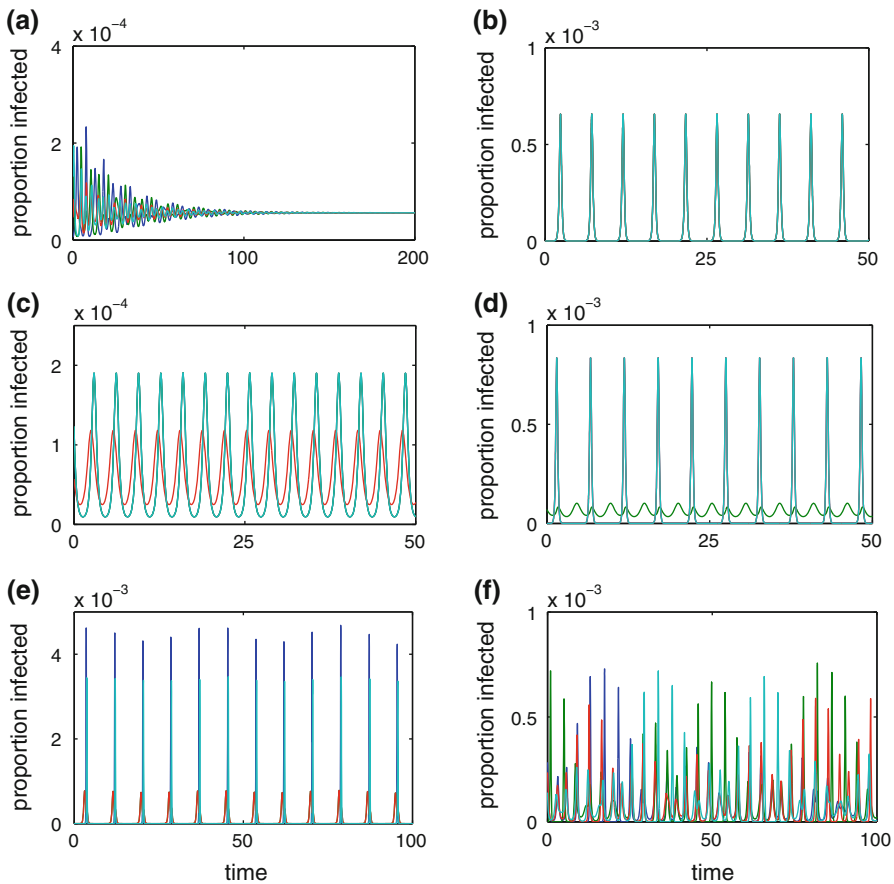 (a)
x 10⁻⁴
proportion infected
4
2
0
0 100 200
(b)
x 10⁻³
proportion infected
1
0.5
0
0 25 50
(c)
x 10⁻⁴
proportion infected
2
1
0
0 25 50
(d)
x 10⁻³
proportion infected
1
0.5
0
0 25 50
(e)
x 10⁻³
proportion infected
4
2
0
0 50 100
time
(f)
x 10⁻³
proportion infected
1
0.5
0
0 50 100
time